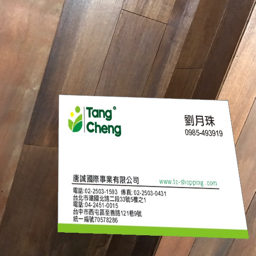 Tang
Cheng
劉月珠
0985-493919
唐誠國際事業有限公司
www.tc-shopping.com
電話:02-2503-1593 傳真:02-2503-0431
台北市建國北路二段33號5樓之1
電話:04-2451-0015
台中市西屯區至善路121巷9號
統一編號70578286